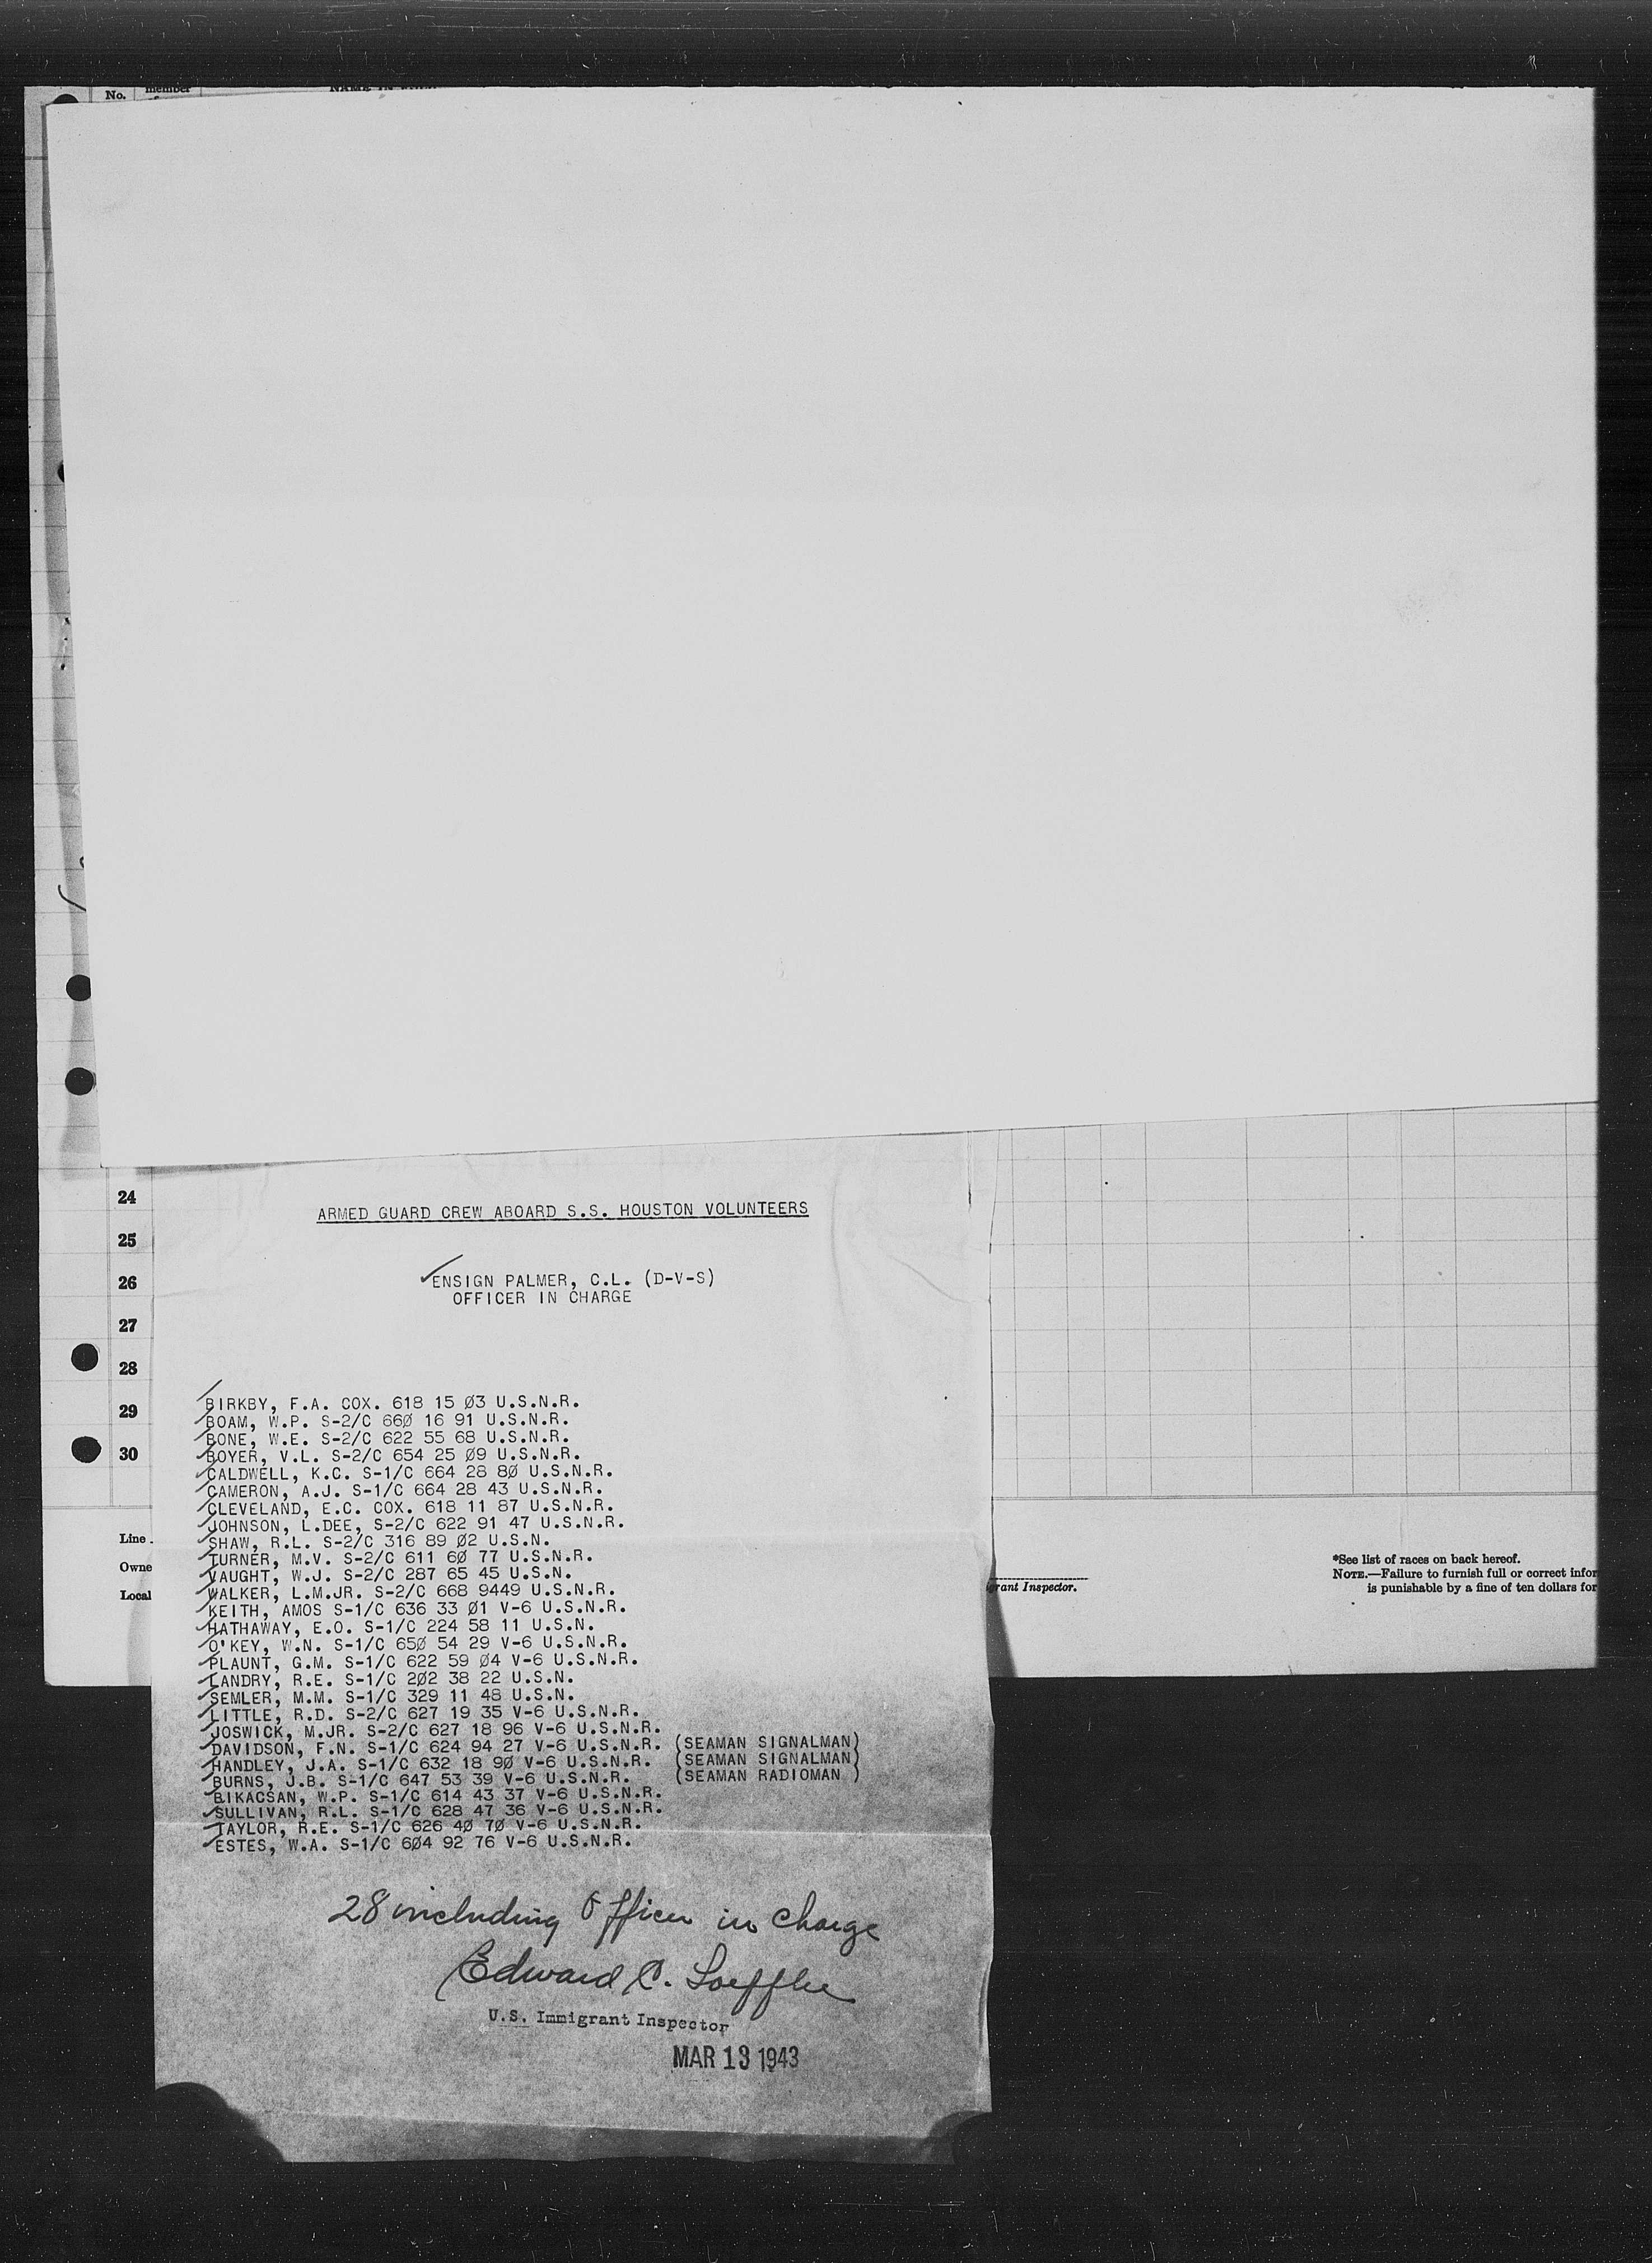 No.
member
ARMED GUARD CREW ABOARD S.S. HOUSTON VOLUNTEERS
ENSIGN PALMER, C.L. (D-V-S)
OFFICER IN CHARGE
BIRKBY, F.A. COX. 618 15 Ø3 U.S.N.R.
BOAM, W.P. S-2/C 66Ø 16 91 U.S.N.R.
BONE, W.E. S-2/C 622 55 68 U.S.N.R.
BOYER, V.L. S-2/C 654 25 Ø9 U.S.N.R.
CALDWELL, K.C. S-1/C 664 28 8Ø U.S.N.R.
CAMERON, A.J. S-1/C 664 28 43 U.S.N.R.
CLEVELAND, E.C. COX. 618 11 87 U.S.N.R.
JOHNSON, L.DEE, S-2/C 622 91 47 U.S.N.R.
SHAW, R.L. S-2/C 316 89 Ø2 U.S.N.
TURNER, M.V. S-2/C 611 6Ø 77 U.S.N.R.
VAUGHT, W.J. S-2/C 287 65 45 U.S.N.
WALKER, L.M.JR. S-2/C 668 9449 U.S.N.R.
KEITH, AMOS S-1/C 636 33 Ø1 V-6 U.S.N.R.
HATHAWAY, E.O. S-1/C 224 58 11 U.S.N.
O'KEY, W.N. S-1/C 65Ø 54 29 V-6 U.S.N.R.
PLAUNT, G.M. S-1/C 622 59 Ø4 V-6 U.S.N.R.
LANDRY, R.E. S-1/C 2Ø2 38 22 U.S.N.
SEMLER, M.M. S-1/C 329 11 48 U.S.N.
LITTLE, R.D. S-2/C 627 19 35 V-6 U.S.N.R.
JOSWICK, M.JR. S-2/C 627 18 96 V-6 U.S.N.R.
DAVIDSON, F.N. S-1/C 624 94 27 V-6 U.S.N.R. (SEAMAN SIGNALMAN)
HANDLEY, J.A. S-1/C 632 18 9Ø V-6 U.S.N.R. (SEAMAN SIGNALMAN)
BURNS, J.B. S-1/C 647 53 39 V-6 U.S.N.R. (SEAMAN RADIOMAN )
BIKACSAN, W.P. S-1/C 614 43 37 V-6 U.S.N.R.
SULLIVAN, R.L. S-1/C 628 47 36 V-6 U.S.N.R.
TAYLOR, R.E. S-1/C 626 4Ø 7Ø V-6 U.S.N.R.
ESTES, W.A. S-1/C 6Ø4 92 76 V-6 U.S.N.R.
28 including Officer in charge
Edward C. Loeffler
U.S. Immigrant Inspector
MAR 13 1943
24
25
26
27
28
29
30
Line
Owne
Local
grant Inspector.
*See list of races on back hereof.
NOTE.—Failure to furnish full or correct infor
is punishable by a fine of ten dollars for